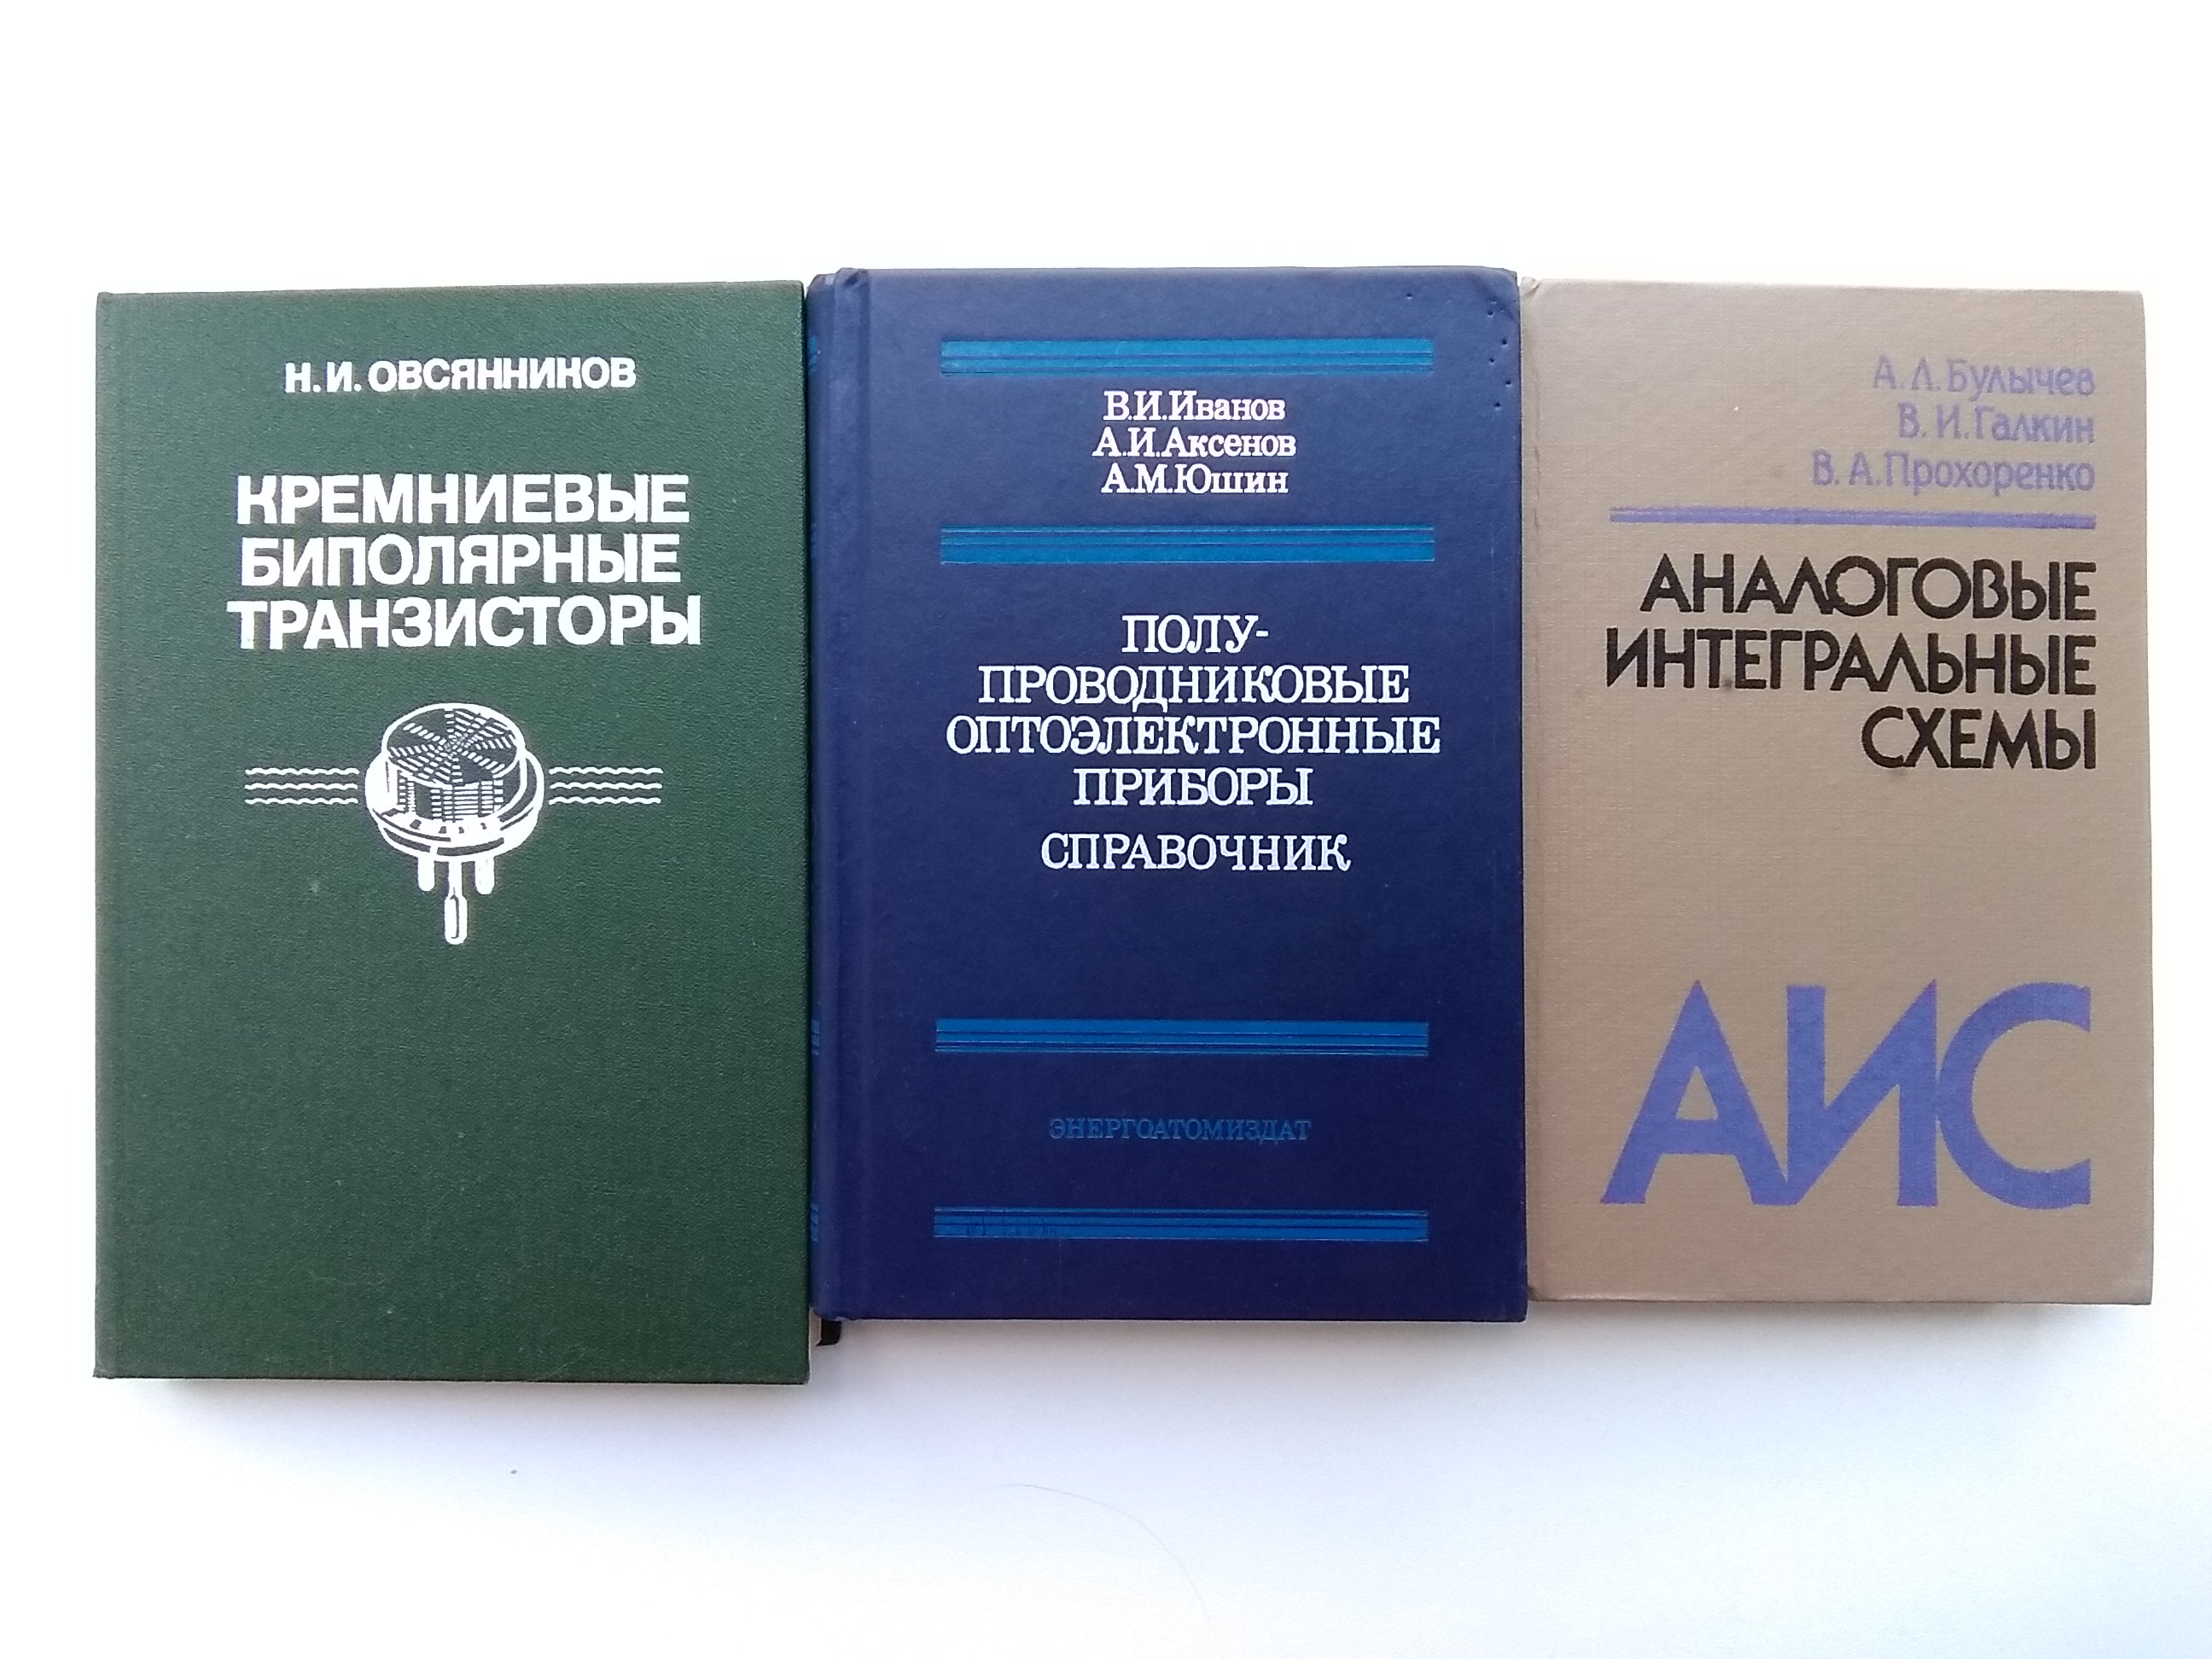 Н. И. ОВСЯННИКОВ
КРЕМНИЕВЫЕ
БИПОЛЯРНЫЕ
ТРАНЗИСТОРЫ
В.И.Иванов
А.И.Аксенов
А.М.Юшин
ПОЛУ-
ПРОВОДНИКОВЫЕ
ОПТОЭЛЕКТРОННЫЕ
ПРИБОРЫ
СПРАВОЧНИК
ЭНЕРГОАТОМИЗДАТ
А. Л. Булычев
В. И. Галкин
В. А. Прохоренко
АНАЛОГОВЫЕ
ИНТЕГРАЛЬНЫЕ
СХЕМЫ
АИС